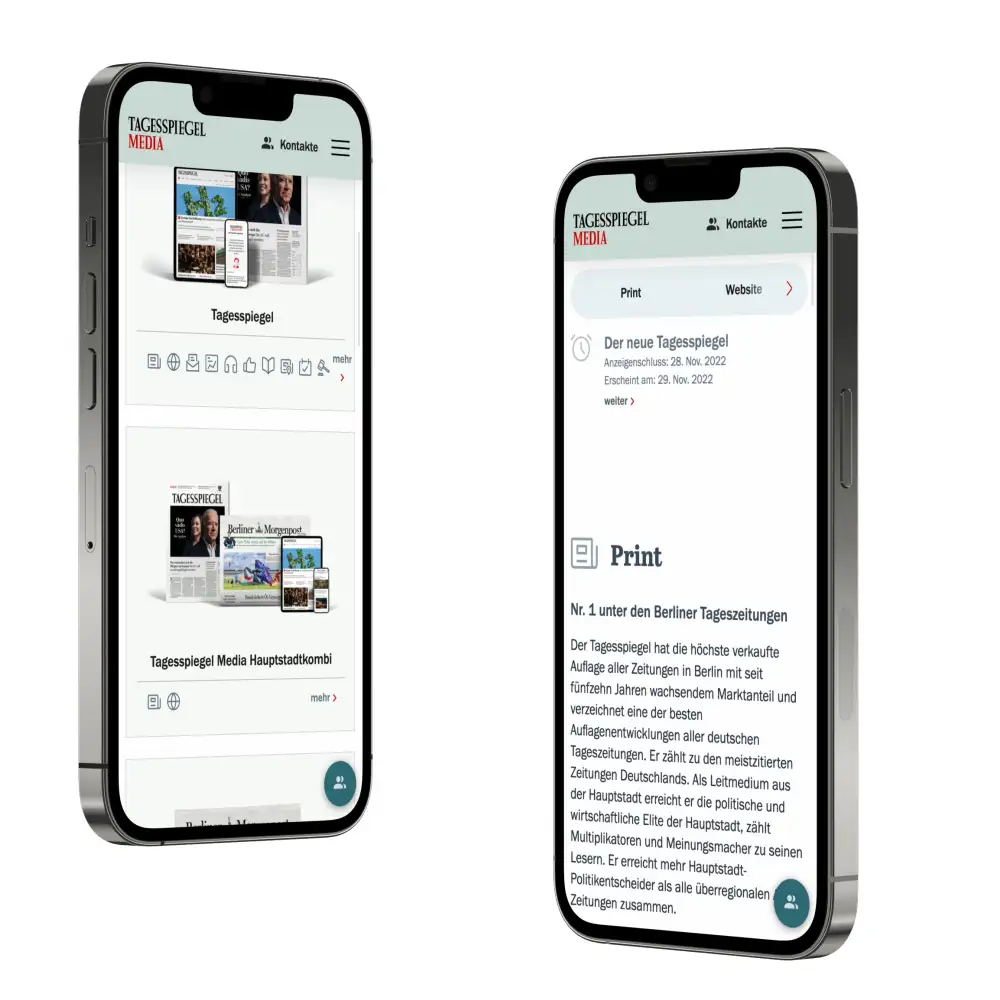 TAGESSPIEGEL
MEDIA
Kontakte
Tagesspiegel
mehr
TAGESSPIEGEL
Quo
vadis
USA?
Berliner Morgenpost
Tagesspiegel Media Hauptstadtkombi
mehr
Berliner Morgenpost
TAGESSPIEGEL
MEDIA
Kontakte
Print
Website
Der neue Tagesspiegel
Anzeigenschluss: 28. Nov. 2022
Erscheint am: 29. Nov. 2022
weiter
Print
Nr. 1 unter den Berliner Tageszeitungen
Der Tagesspiegel hat die höchste verkaufte
Auflage aller Zeitungen in Berlin mit seit
fünfzehn Jahren wachsendem Marktanteil und
verzeichnet eine der besten
Auflagenentwicklungen aller deutschen
Tageszeitungen. Er zählt zu den meistzitierten
Zeitungen Deutschlands. Als Leitmedium aus
der Hauptstadt erreicht er die politische und
wirtschaftliche Elite der Hauptstadt, zählt
Multiplikatoren und Meinungsmacher zu seinen
Lesern. Er erreicht mehr Hauptstadt-
Politikentscheider als alle überregionalen
Zeitungen zusammen.